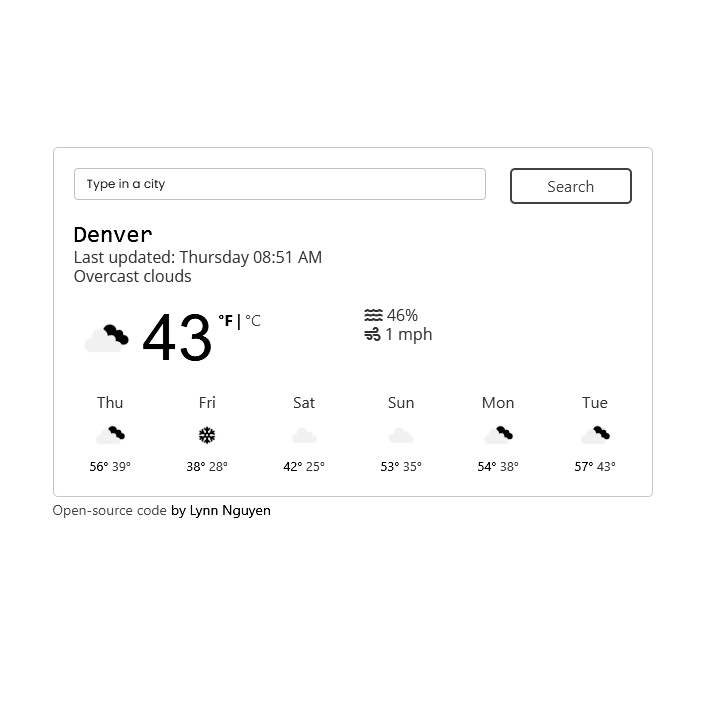 Type in a city
Search
Denver
Last updated: Thursday 08:51 AM
Overcast clouds
43 °F | °C
46%
1 mph
Thu Fri Sat Sun Mon Tue
56° 39° 38° 28° 42° 25° 53° 35° 54° 38° 57° 43°
Open-source code by Lynn Nguyen